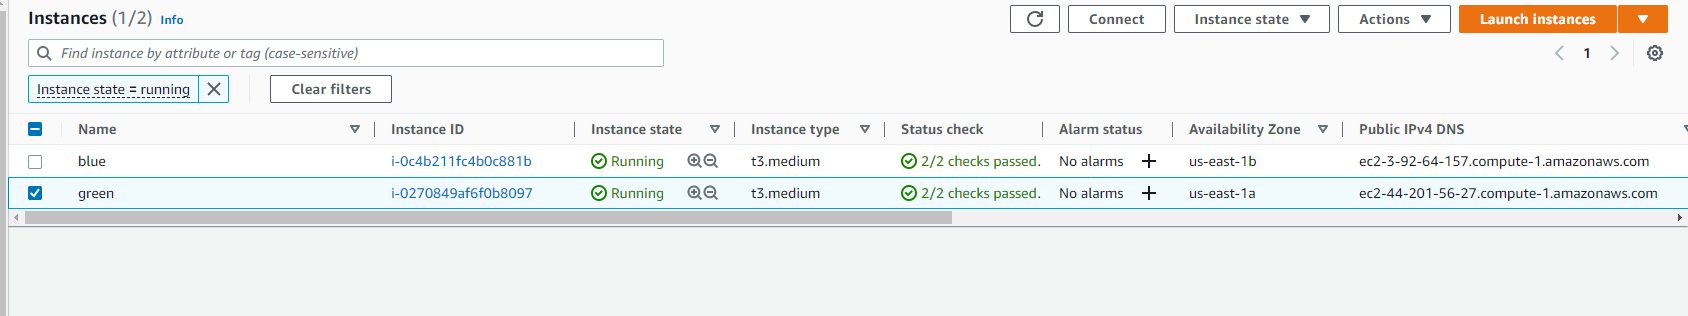 Instances (1/2) Info
Connect Instance state Actions Launch instances
Find instance by attribute or tag (case-sensitive)
1
Instance state = running Clear filters
Name Instance ID Instance state Instance type Status check Alarm status Availability Zone Public IPv4 DNS
blue i-0c4b211fc4b0c881b Running t3.medium 2/2 checks passed. No alarms + us-east-1b ec2-3-92-64-157.compute-1.amazonaws.com
green i-0270849af6f0b8097 Running t3.medium 2/2 checks passed. No alarms + us-east-1a ec2-44-201-56-27.compute-1.amazonaws.com